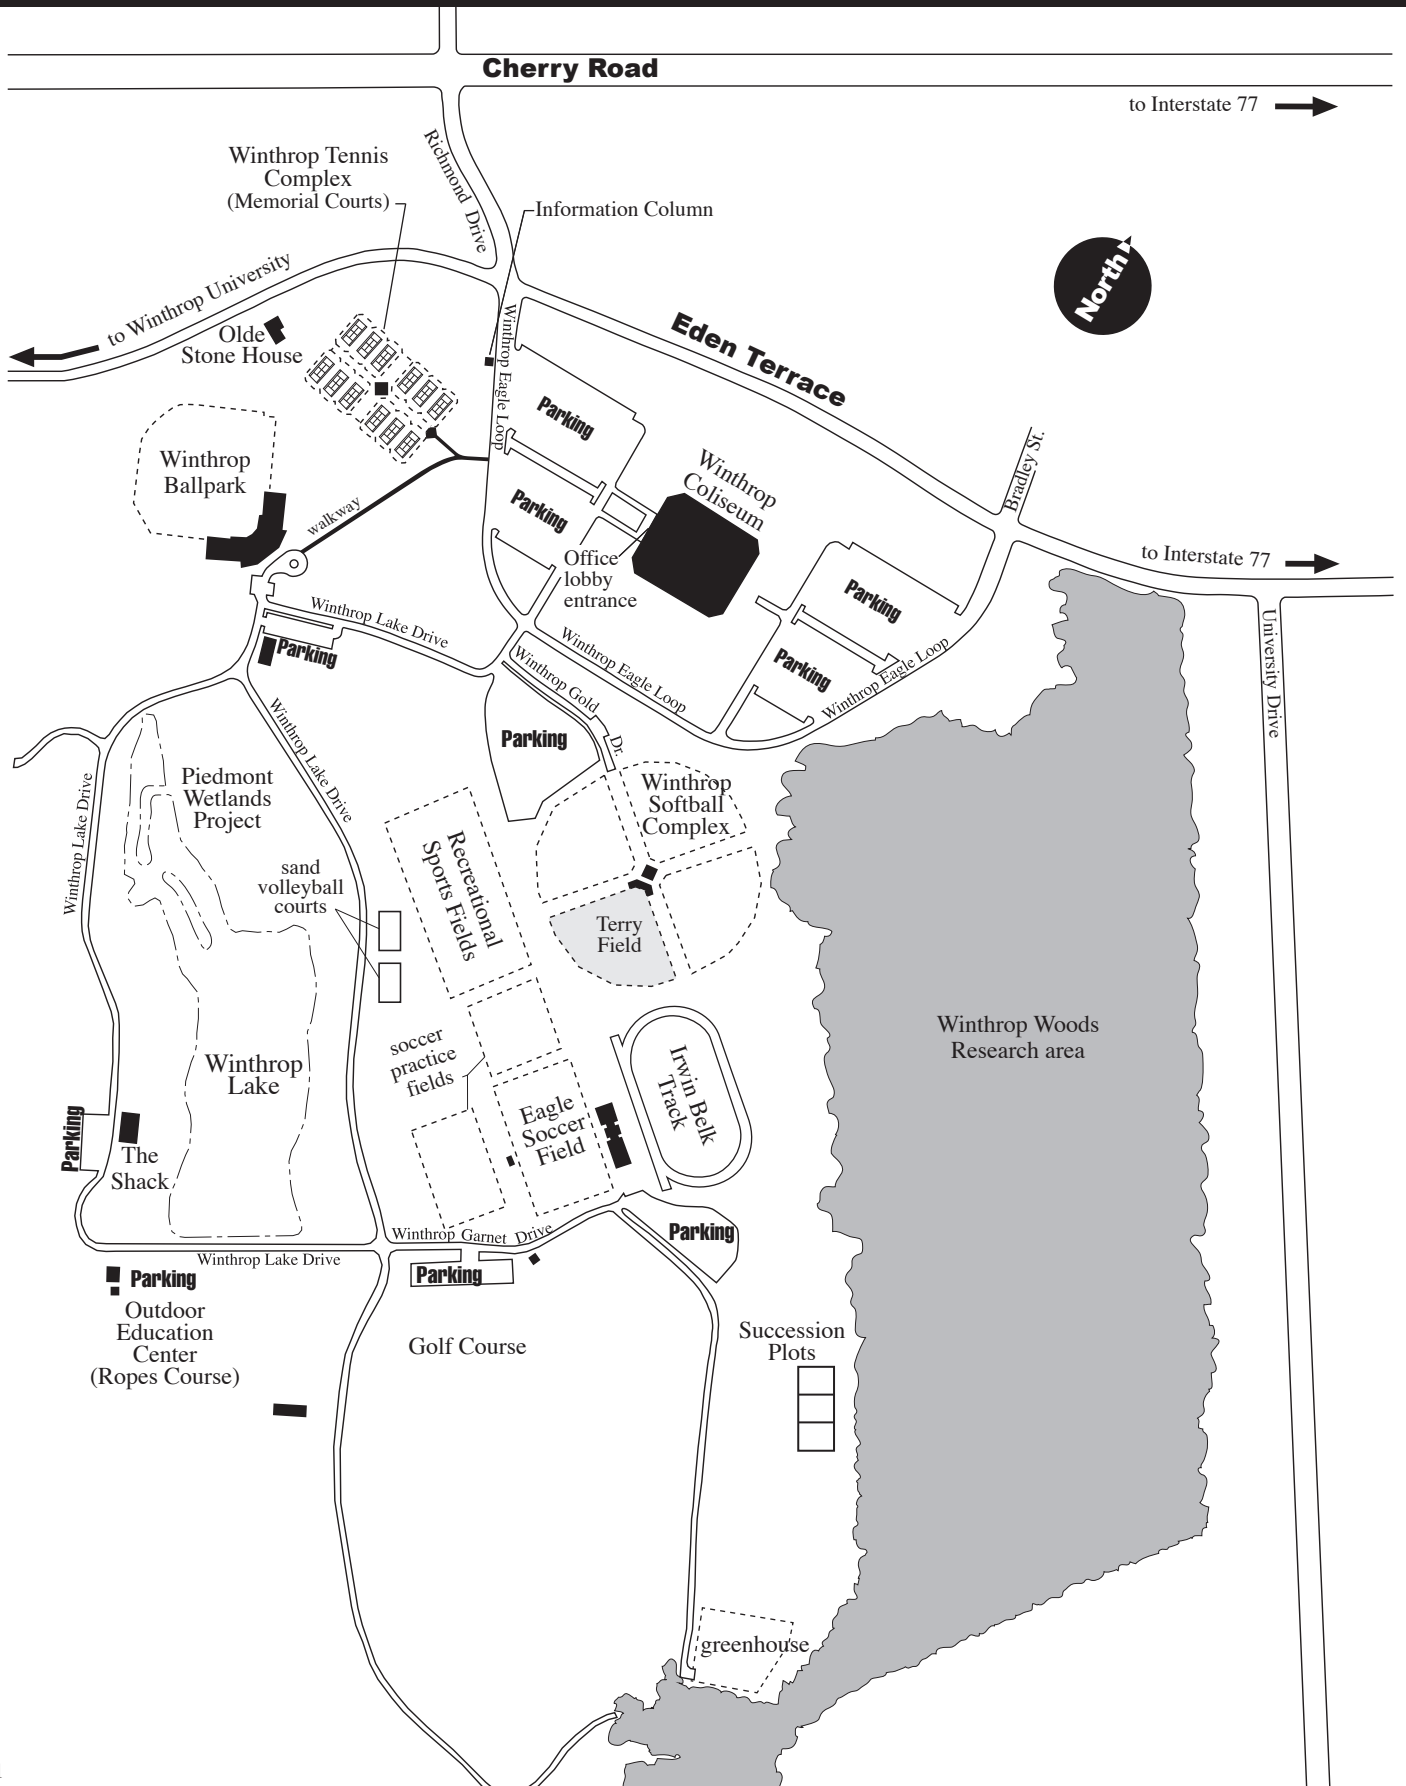 Cherry Road
to Interstate 77
Richmond Drive
Winthrop Tennis
Complex
(Memorial Courts)
Information Column
North
to Winthrop University
Olde
Stone House
Winthrop Eagle Loop
Eden Terrace
Parking
Winthrop
Coliseum
Bradley St.
Winthrop
Ballpark
walkway
Parking
Office
lobby
entrance
to Interstate 77
Parking
Winthrop Lake Drive
Parking
Winthrop Eagle Loop
Parking
Winthrop Eagle Loop
University Drive
Winthrop Gold
Dr.
Parking
Winthrop Lake Drive
Piedmont
Wetlands
Project
Winthrop Lake Drive
Winthrop
Softball
Complex
Recreational
Sports Fields
sand
volleyball
courts
Terry
Field
Winthrop Woods
Research area
soccer
practice
fields
Winthrop
Lake
Irwin Belk
Track
Eagle
Soccer
Field
Parking
The
Shack
Winthrop Garnet Drive
Parking
Winthrop Lake Drive
Parking
Parking
Outdoor
Education
Center
(Ropes Course)
Golf Course
Succession
Plots
greenhouse